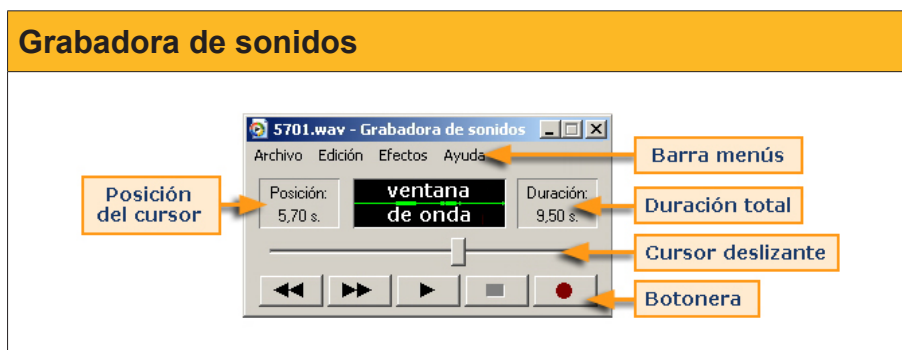 Grabadora de sonidos
5701.wav - Grabadora de sonidos
Archivo Edición Efectos Ayuda
Barra menús
Posición
del cursor
Posición:
5,70 s.
ventana
de onda
Duración:
9,50 s.
Duración total
Cursor deslizante
Botonera